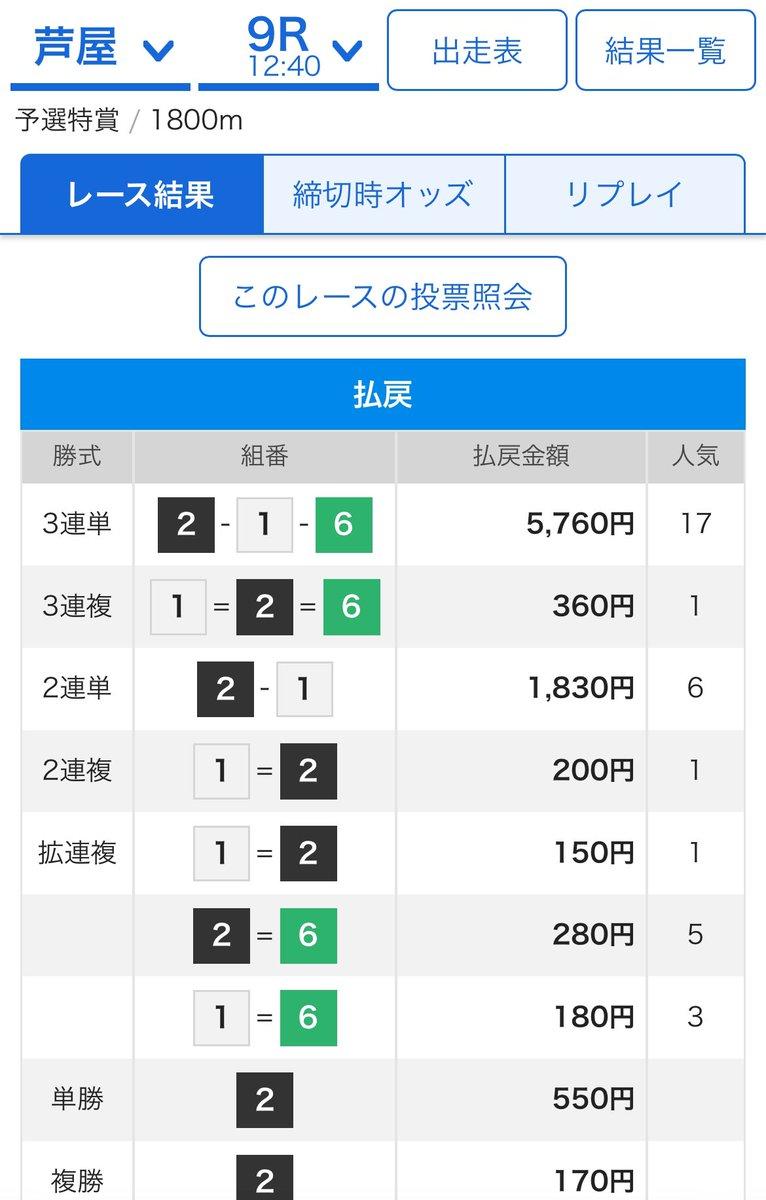 芦屋
9R
12:40
出走表
結果一覧
予選特賞 / 1800m
レース結果
締切時オッズ
リプレイ
このレースの投票照会
払戻
勝式 組番 払戻金額 人気
3連単 2-1-6 5,760円 17
3連複 1=2=6 360円 1
2連単 2-1 1,830円 6
2連複 1=2 200円 1
拡連複 1=2 150円 1
2=6 280円 5
1=6 180円 3
単勝 2 550円
複勝 2 170円